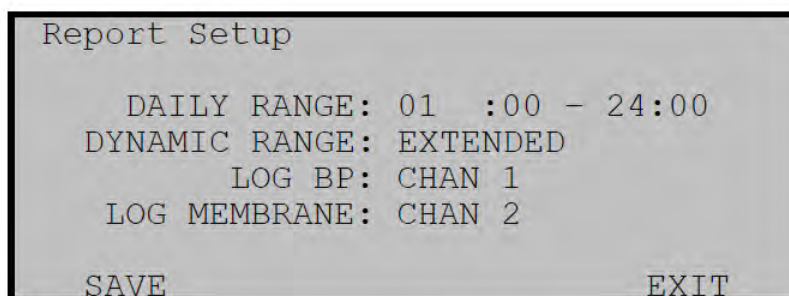 Report Setup
DAILY RANGE: 01 :00 - 24:00
DYNAMIC RANGE: EXTENDED
LOG BP: CHAN 1
LOG MEMBRANE: CHAN 2
SAVE EXIT